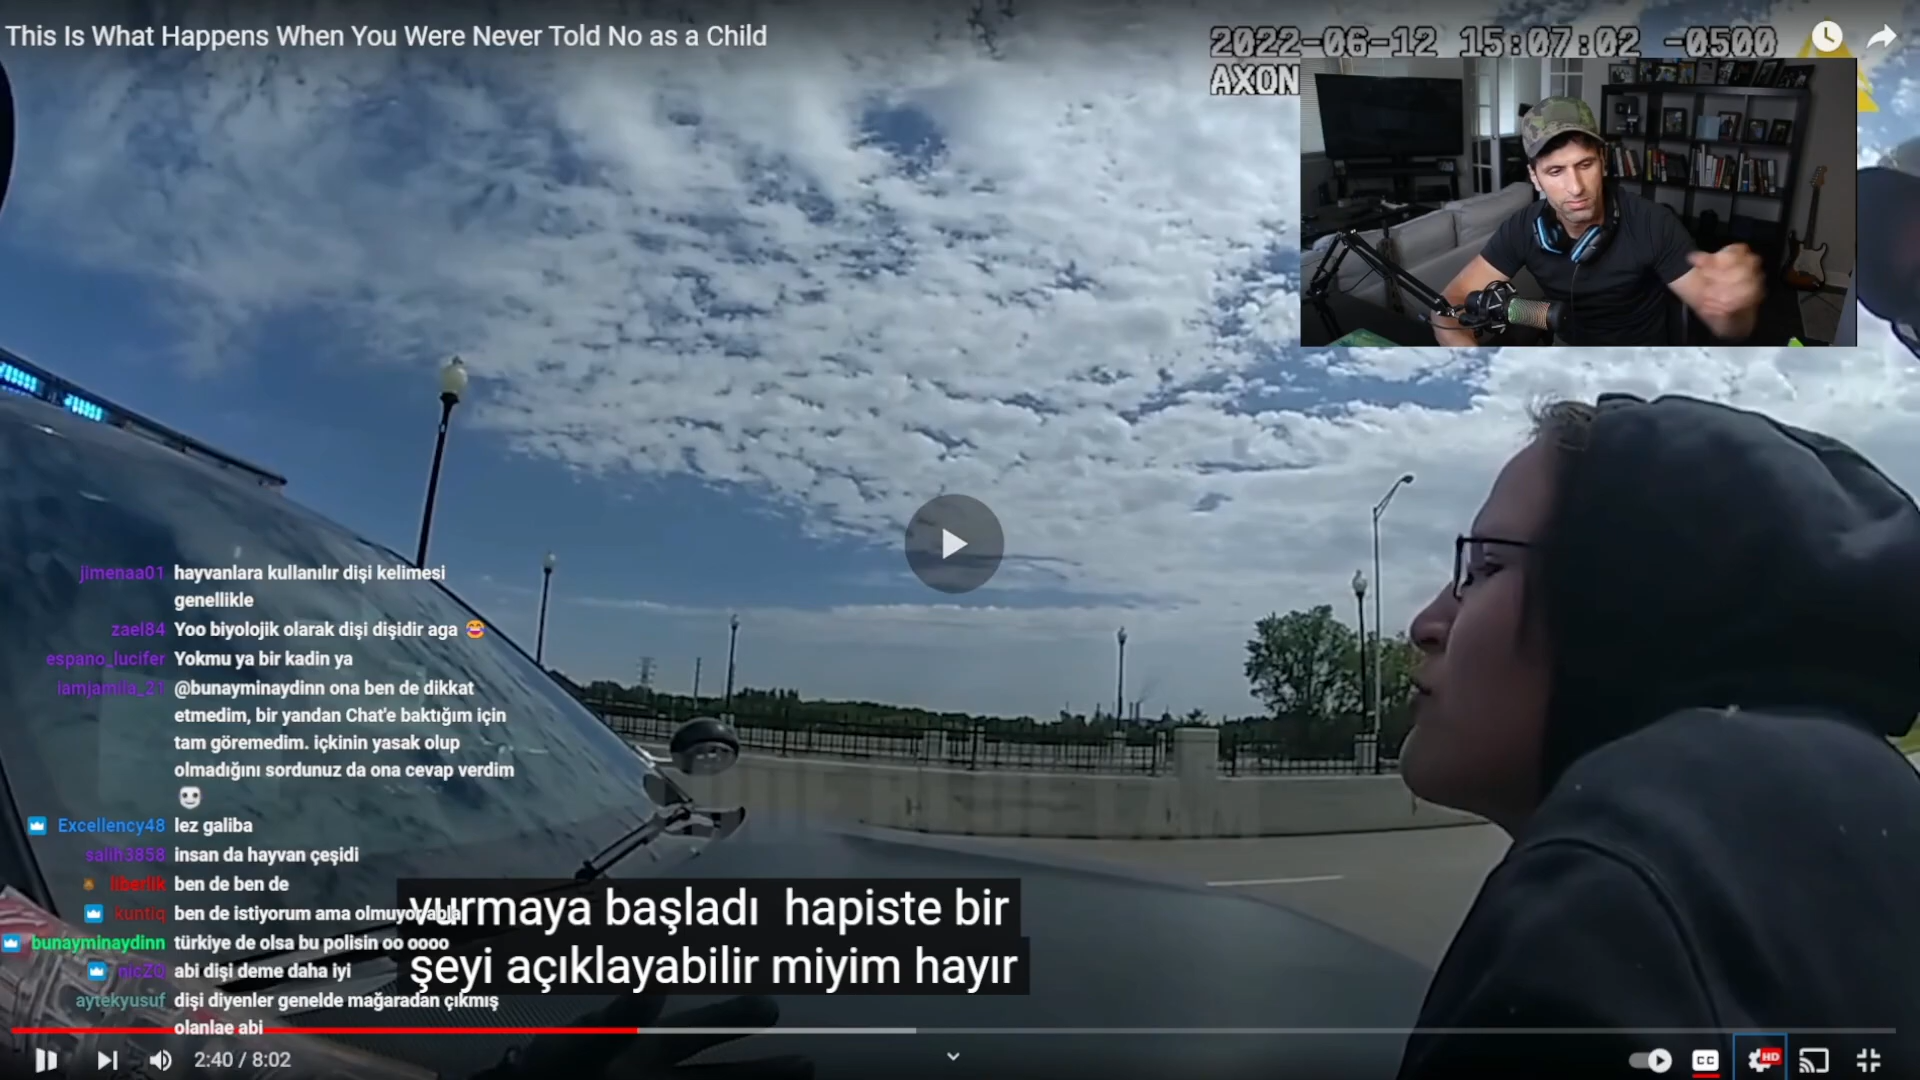 This Is What Happens When You Were Never Told No as a Child
2022-06-12 15:07:02 -0500
AXON
jimenaa01 hayvanlara kullanılır dişi kelimesi
genellikle
zael84 Yoo biyolojik olarak dişi dişidir aga
espano_lucifer Yokmu ya bir kadin ya
iamjamila_21 @bunayminaydinn ona ben de dikkat
etmedim, bir yandan Chat'e baktığım için
tam göremedim. içkinin yasak olup
olmadığını sordunuz da ona cevap verdim
Excellency48 lez galiba
salih3858 insan da hayvan çeşidi
liberlik ben de ben de
kuntiq ben de istiyorum ama olmuyor abla
bunayminaydinn türkiye de olsa bu polisin oo oooo
nicZQ abi dişi deme daha iyi
aytekyusuf dişi diyenler genelde mağaradan çıkmış
olanlae abi
vurmaya başladı hapiste bir
şeyi açıklayabilir miyim hayır
2:40 / 8:02
CC
HD